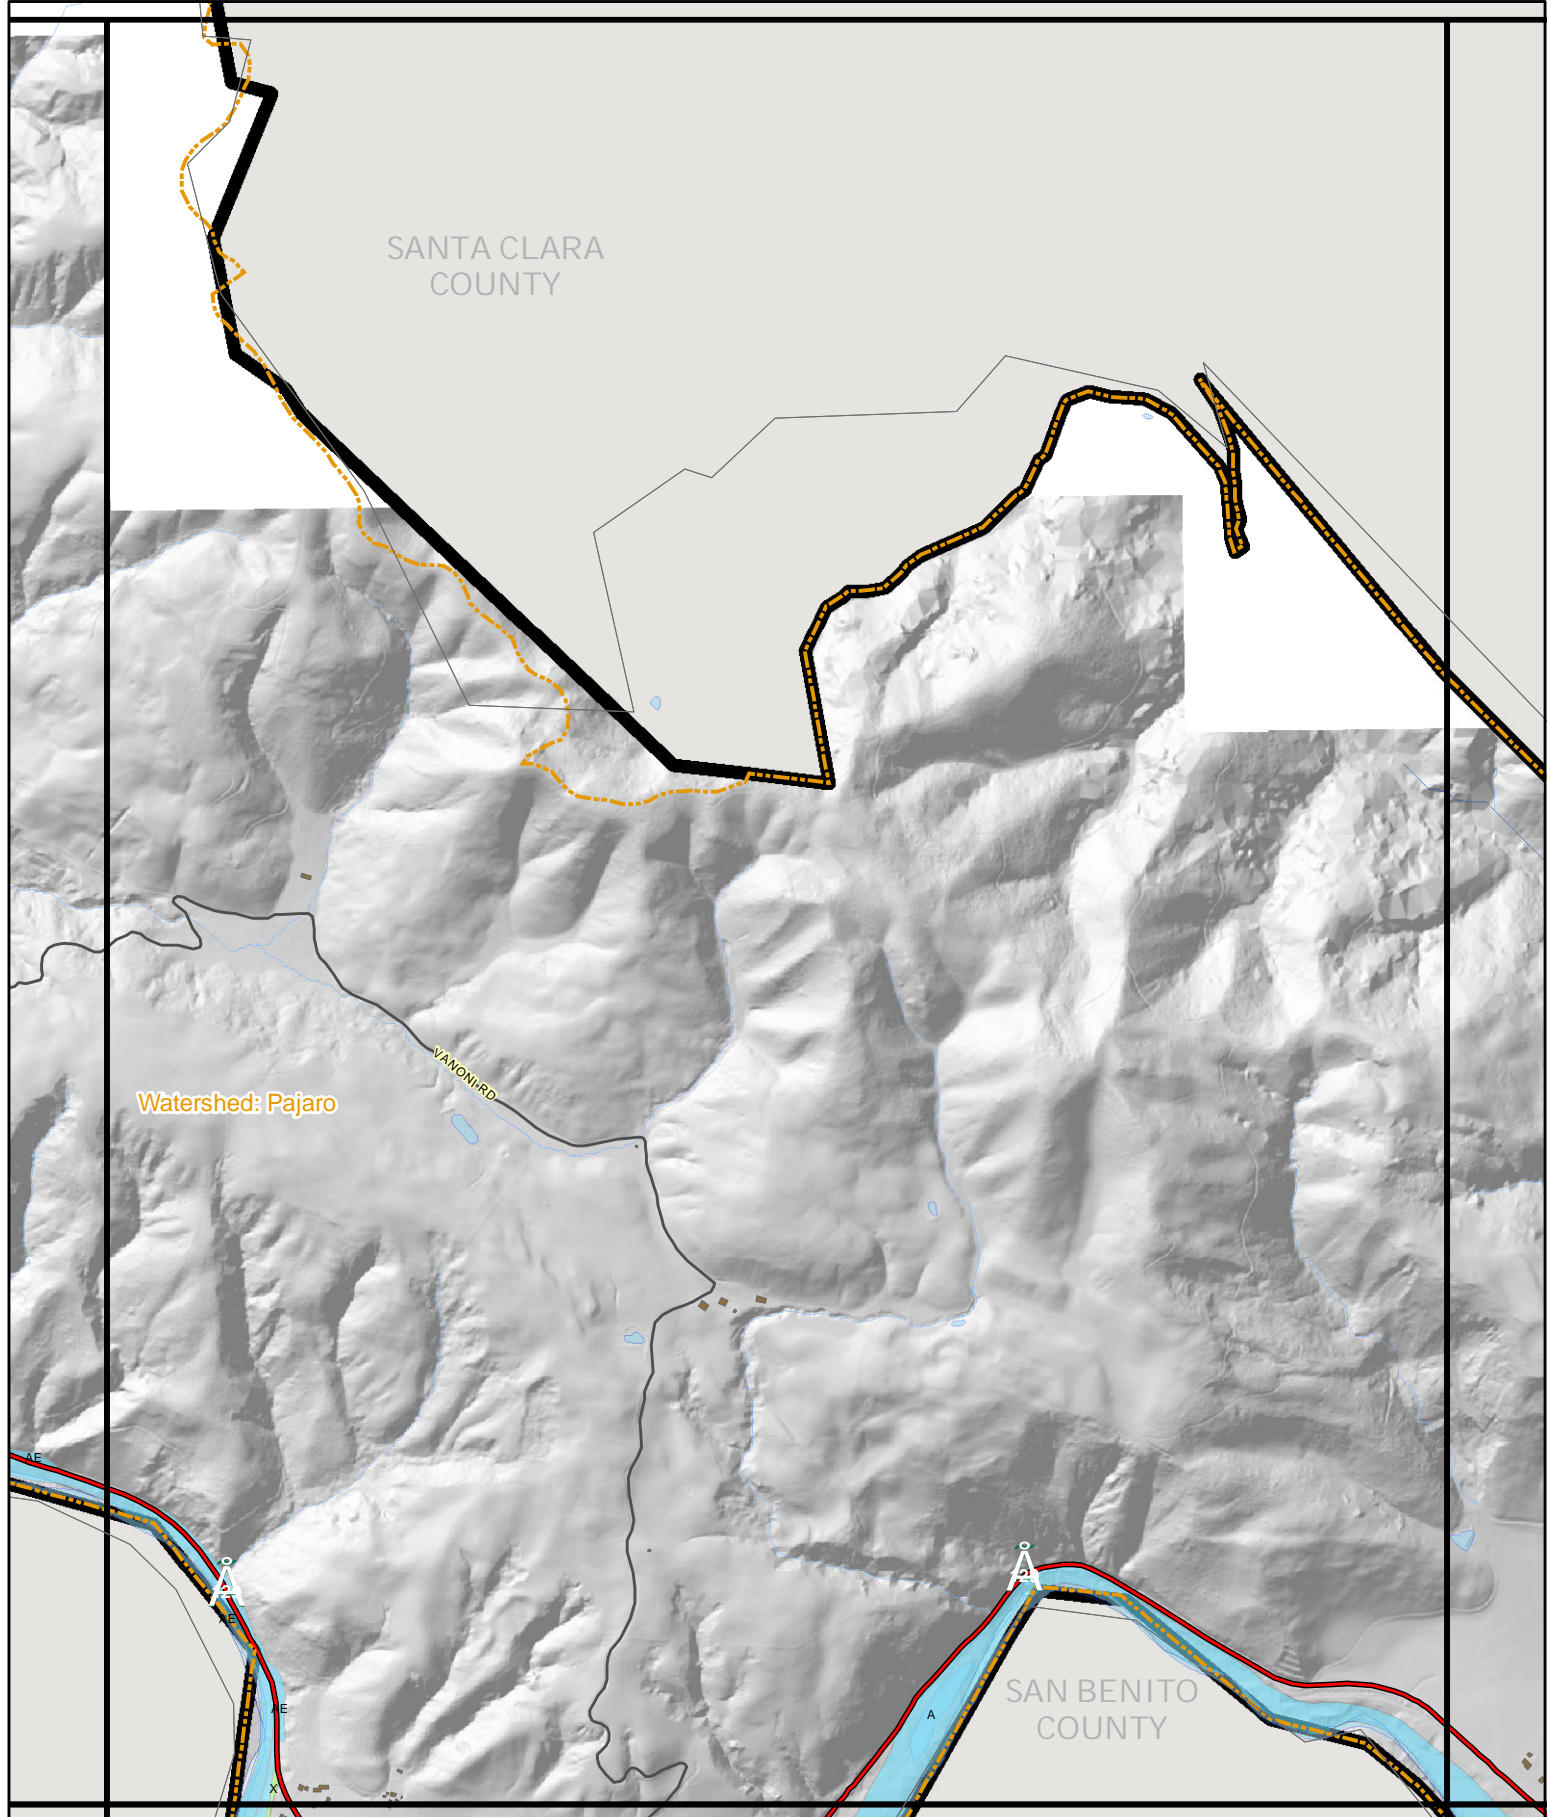 SANTA CLARA
COUNTY
VANONI RD
Watershed: Pajaro
AE
AE
AE
A
X
SAN BENITO
COUNTY